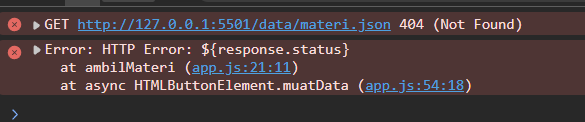 GET http://127.0.0.1:5501/data/materi.json 404 (Not Found)
Error: HTTP Error: ${response.status}
at ambilMateri (app.js:21:11)
at async HTMLButtonElement.muatData (app.js:54:18)